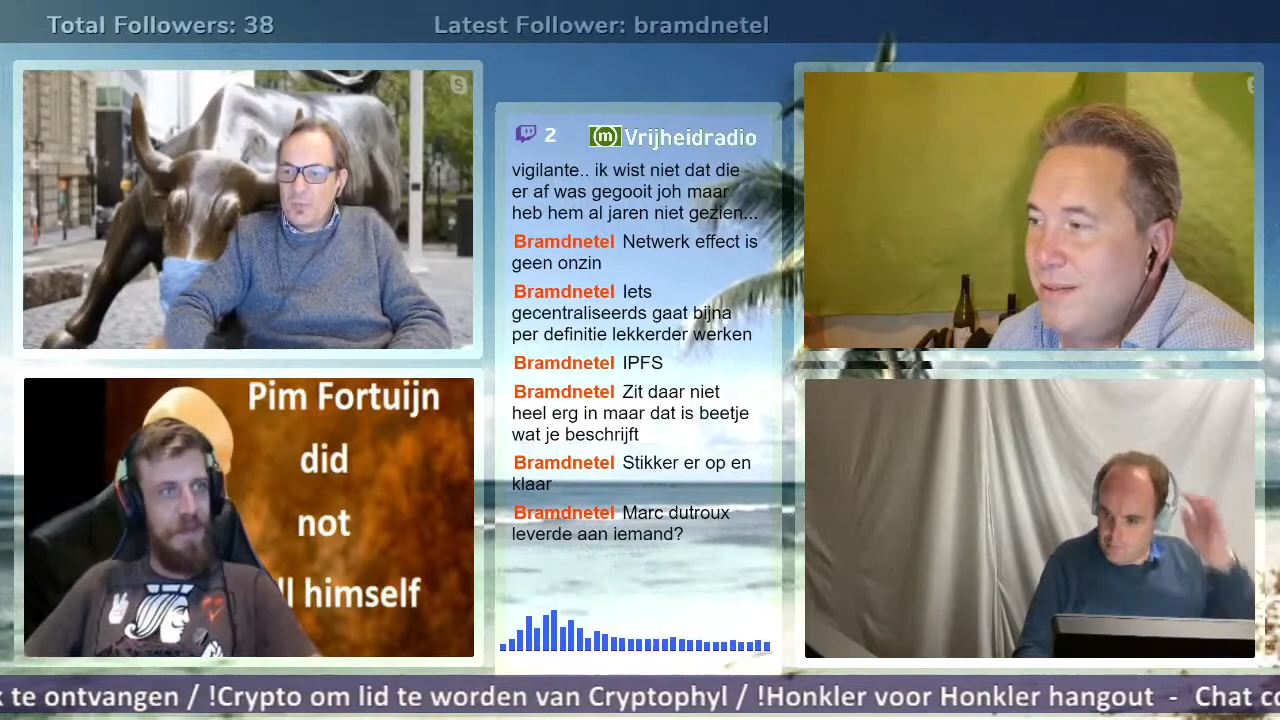 Total Followers: 38
Latest Follower: bramdnetel
2
(m) Vrijheidradio
vigilante.. ik wist niet dat die
er af was gegooit joh maar
heb hem al jaren niet gezien...
Bramdnetel Netwerk effect is
geen onzin
Bramdnetel Iets
gecentraliseerds gaat bijna
per definitie lekkerder werken
Bramdnetel IPFS
Bramdnetel Zit daar niet
heel erg in maar dat is beetje
wat je beschrijft
Bramdnetel Stikker er op en
klaar
Bramdnetel Marc dutroux
leverde aan iemand?
Pim Fortuijn
did
not
ll himself
te ontvangen / !Crypto om lid te worden van Cryptophyl / !Honkler voor Honkler hangout - Chat